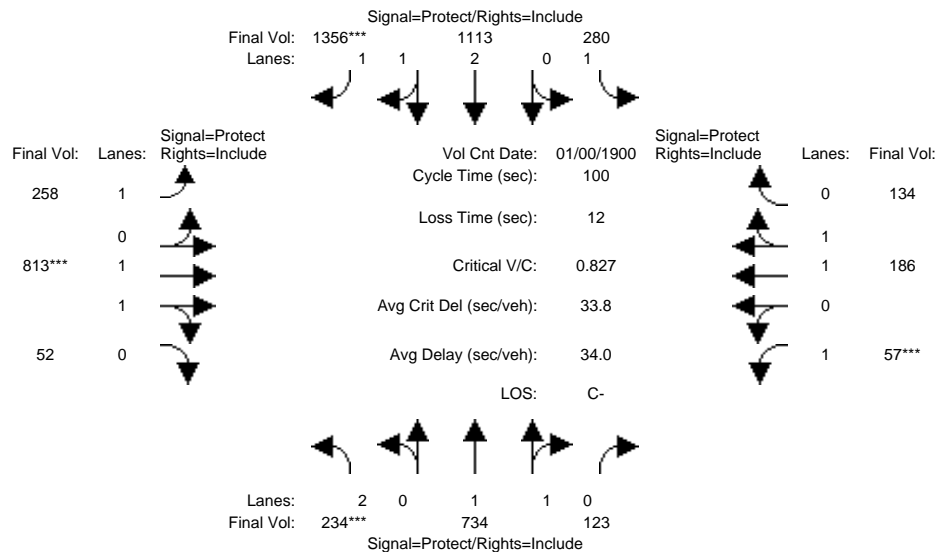 Signal=Protect/Rights=Include
Final Vol: 1356*** 1113 280
Lanes: 1 1 2 0 1
Signal=Protect Signal=Protect
Final Vol: Lanes: Rights=Include Vol Cnt Date: 01/00/1900 Rights=Include Lanes: Final Vol:
Cycle Time (sec): 100
258 1 0 134
Loss Time (sec): 12
0 1
813*** 1 Critical V/C: 0.827 1 186
1 Avg Crit Del (sec/veh): 33.8 0
52 0 Avg Delay (sec/veh): 34.0 1 57***
LOS: C-
Lanes: 2 0 1 1 0
Final Vol: 234*** 734 123
Signal=Protect/Rights=Include